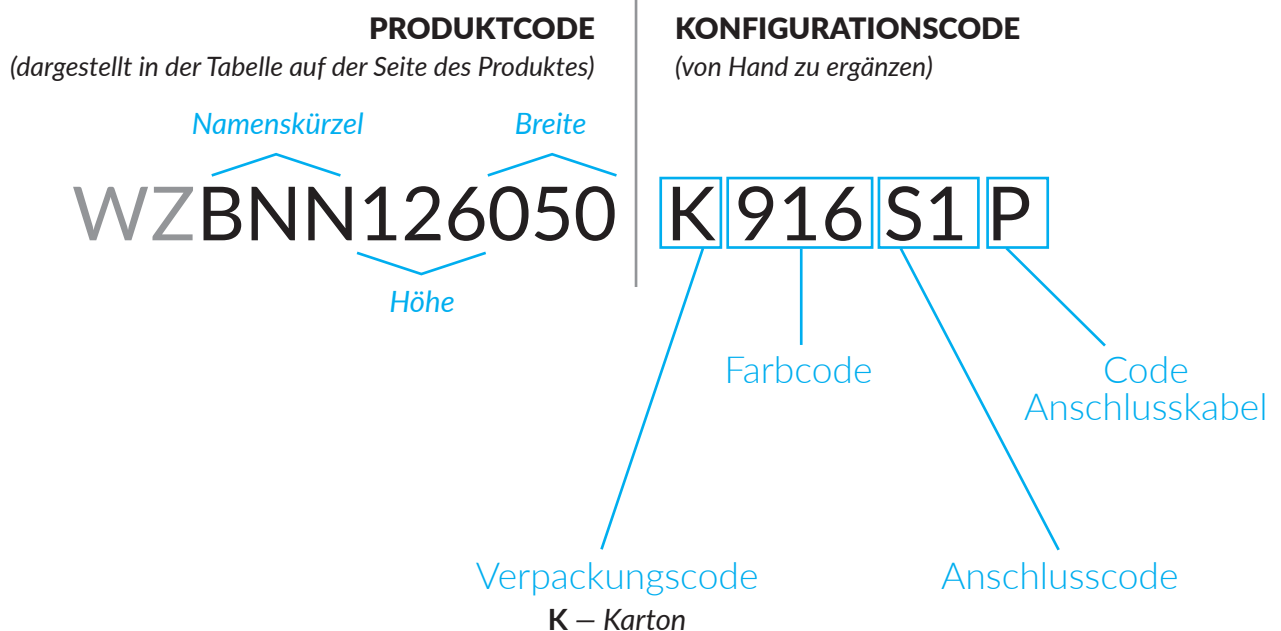 PRODUKTCODE
(dargestellt in der Tabelle auf der Seite des Produktes)
KONFIGURATIONSCODE
(von Hand zu ergänzen)
Namenskürzel
Breite
WZBNN126050
K 916 S1 P
Höhe
Farbcode
Code
Anschlusskabel
Verpackungscode
K – Karton
Anschlusscode